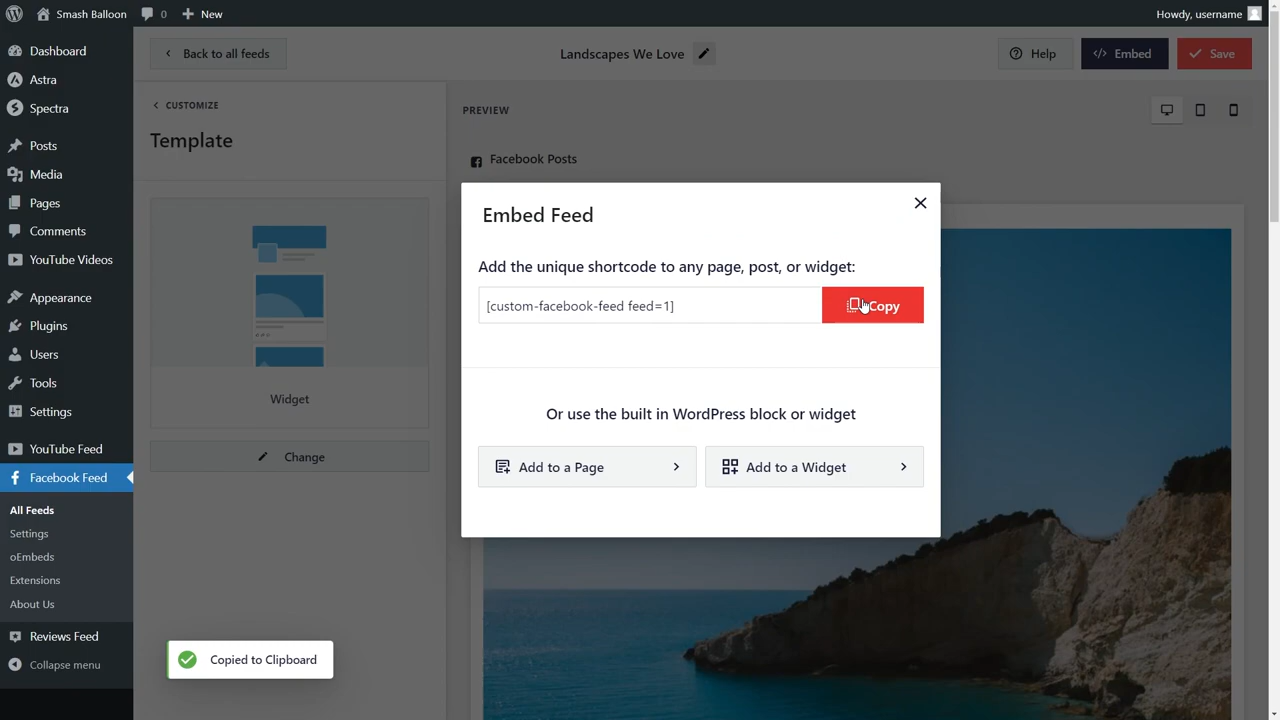 Smash Balloon
0
New
Howdy, username
Dashboard
Astra
Spectra
Posts
Media
Pages
Comments
YouTube Videos
Appearance
Plugins
Users
Tools
Settings
YouTube Feed
Facebook Feed
All Feeds
Settings
oEmbeds
Extensions
About Us
Reviews Feed
Collapse menu
Back to all feeds
Landscapes We Love
Help
Embed
Save
CUSTOMIZE
Template
Widget
Change
PREVIEW
Facebook Posts
Embed Feed
Add the unique shortcode to any page, post, or widget:
[custom-facebook-feed feed=1]
Copy
Or use the built in WordPress block or widget
Add to a Page
Add to a Widget
Copied to Clipboard